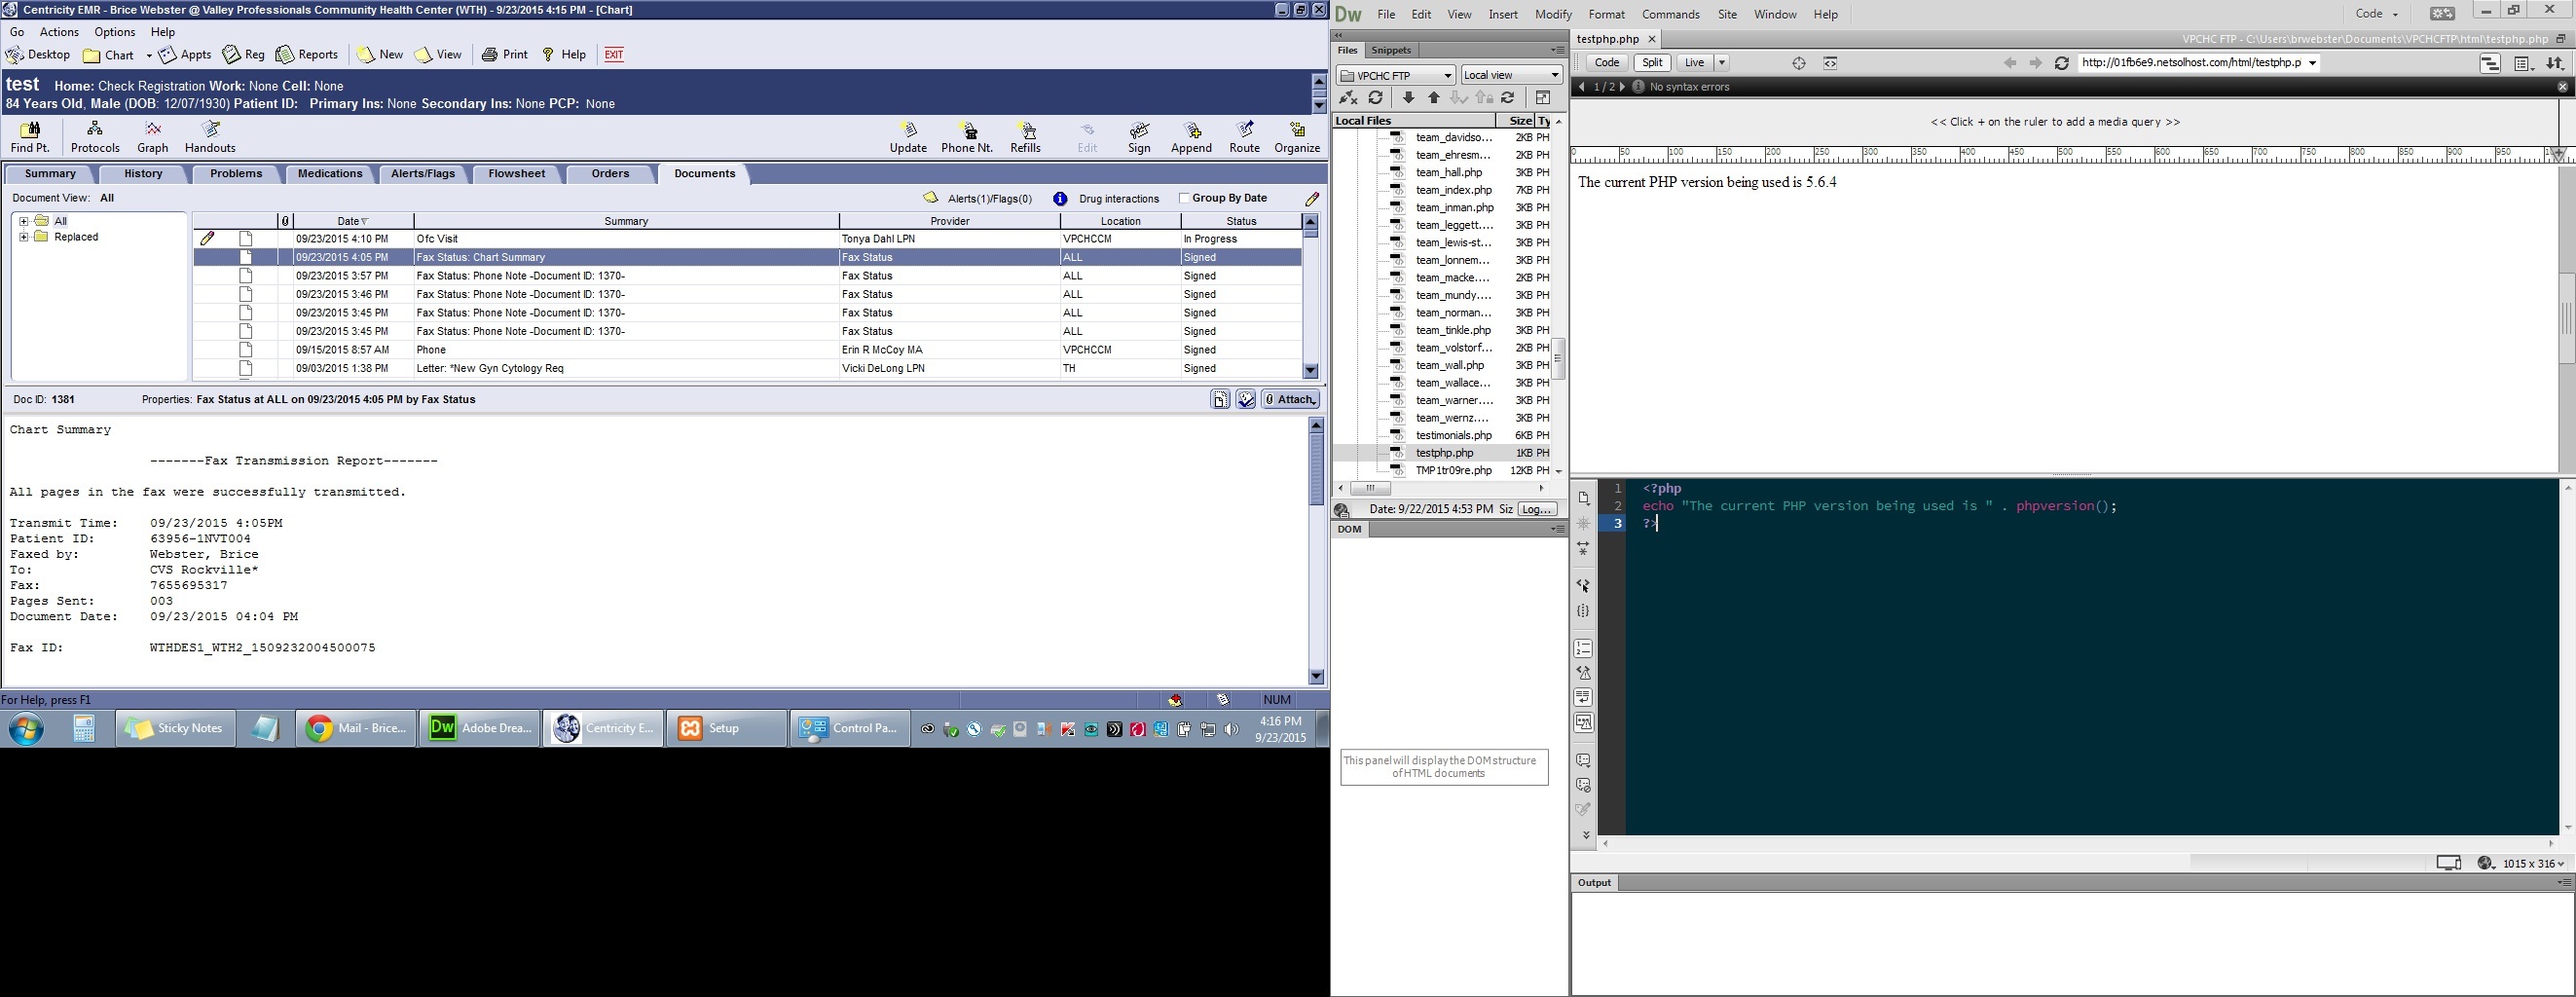 Centricity EMR - Brice Webster @ Valley Professionals Community Health Center (WTH) - 9/23/2015 4:15 PM - [Chart]
Go Actions Options Help
Desktop Chart Appts Reg Reports New View Print Help EXIT
test Home: Check Registration Work: None Cell: None
84 Years Old, Male (DOB: 12/07/1930) Patient ID: Primary Ins: None Secondary Ins: None PCP: None
Find Pt. Protocols Graph Handouts Update Phone Nt. Refills Edit Sign Append Route Organize
Summary History Problems Medications Alerts/Flags Flowsheet Orders Documents
Document View: All Alerts(1)/Flags(0) Drug interactions Group By Date
All
Replaced
Date Summary Provider Location Status
09/23/2015 4:10 PM Ofc Visit Tonya Dahl LPN VPCHCCM In Progress
09/23/2015 4:05 PM Fax Status: Chart Summary Fax Status ALL Signed
09/23/2015 3:57 PM Fax Status: Phone Note -Document ID: 1370- Fax Status ALL Signed
09/23/2015 3:46 PM Fax Status: Phone Note -Document ID: 1370- Fax Status ALL Signed
09/23/2015 3:45 PM Fax Status: Phone Note -Document ID: 1370- Fax Status ALL Signed
09/23/2015 3:45 PM Fax Status: Phone Note -Document ID: 1370- Fax Status ALL Signed
09/15/2015 8:57 AM Phone Erin R McCoy MA VPCHCCM Signed
09/03/2015 1:38 PM Letter: *New Gyn Cytology Req Vicki DeLong LPN TH Signed
Doc ID: 1381 Properties: Fax Status at ALL on 09/23/2015 4:05 PM by Fax Status Attach
Chart Summary
-------Fax Transmission Report-------
All pages in the fax were successfully transmitted.
Transmit Time: 09/23/2015 4:05PM
Patient ID: 63956-1NVT004
Faxed by: Webster, Brice
To: CVS Rockville*
Fax: 7655695317
Pages Sent: 003
Document Date: 09/23/2015 04:04 PM
Fax ID: WTHDES1_WTH2_1509232004500075
For Help, press F1 NUM
Sticky Notes Mail - Brice... Adobe Drea... Centricity E... Setup Control Pa... 4:16 PM
9/23/2015
Dw File Edit View Insert Modify Format Commands Site Window Help Code
Files Snippets
VPCHC FTP Local view
Local Files Size Ty
team_davidso... 2KB PH
team_ehresm... 2KB PH
team_hall.php 3KB PH
team_index.php 7KB PH
team_inman.php 3KB PH
team_leggett.... 3KB PH
team_lewis-st... 3KB PH
team_lonnem... 3KB PH
team_macke.... 2KB PH
team_mundy.... 3KB PH
team_norman... 3KB PH
team_tinkle.php 3KB PH
team_volstorf... 2KB PH
team_wall.php 3KB PH
team_wallace... 3KB PH
team_warner... 3KB PH
team_wernz.... 3KB PH
testimonials.php 6KB PH
testphp.php 1KB PH
TMP1tr09re.php 12KB PH
Date: 9/22/2015 4:53 PM Siz Log...
DOM
This panel will display the DOM structure
of HTML documents
testphp.php VPCHC FTP - C:\Users\brwebster\Documents\VPCHCFTP\html\testphp.php
Code Split Live http://01fb6e9.netsolhost.com/html/testphp.p
1 / 2 No syntax errors
<< Click + on the ruler to add a media query >>
0 50 100 150 200 250 300 350 400 450 500 550 600 650 700 750 800 850 900 950
The current PHP version being used is 5.6.4
1 <?php
2 echo "The current PHP version being used is " . phpversion();
3 ?>
1015 x 316
Output